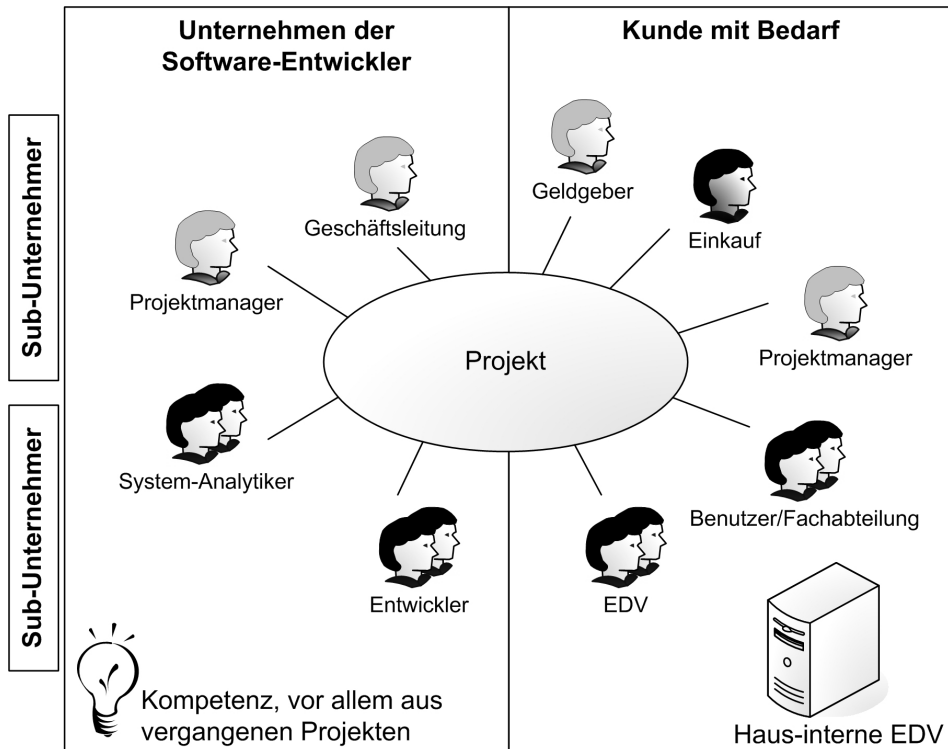 Unternehmen der
Software-Entwickler
Kunde mit Bedarf
Sub-Unternehmer
Sub-Unternehmer
Geschäftsleitung
Projektmanager
System-Analytiker
Entwickler
Projekt
Geldgeber
Einkauf
Projektmanager
Benutzer/Fachabteilung
EDV
Kompetenz, vor allem aus
vergangenen Projekten
Haus-interne EDV